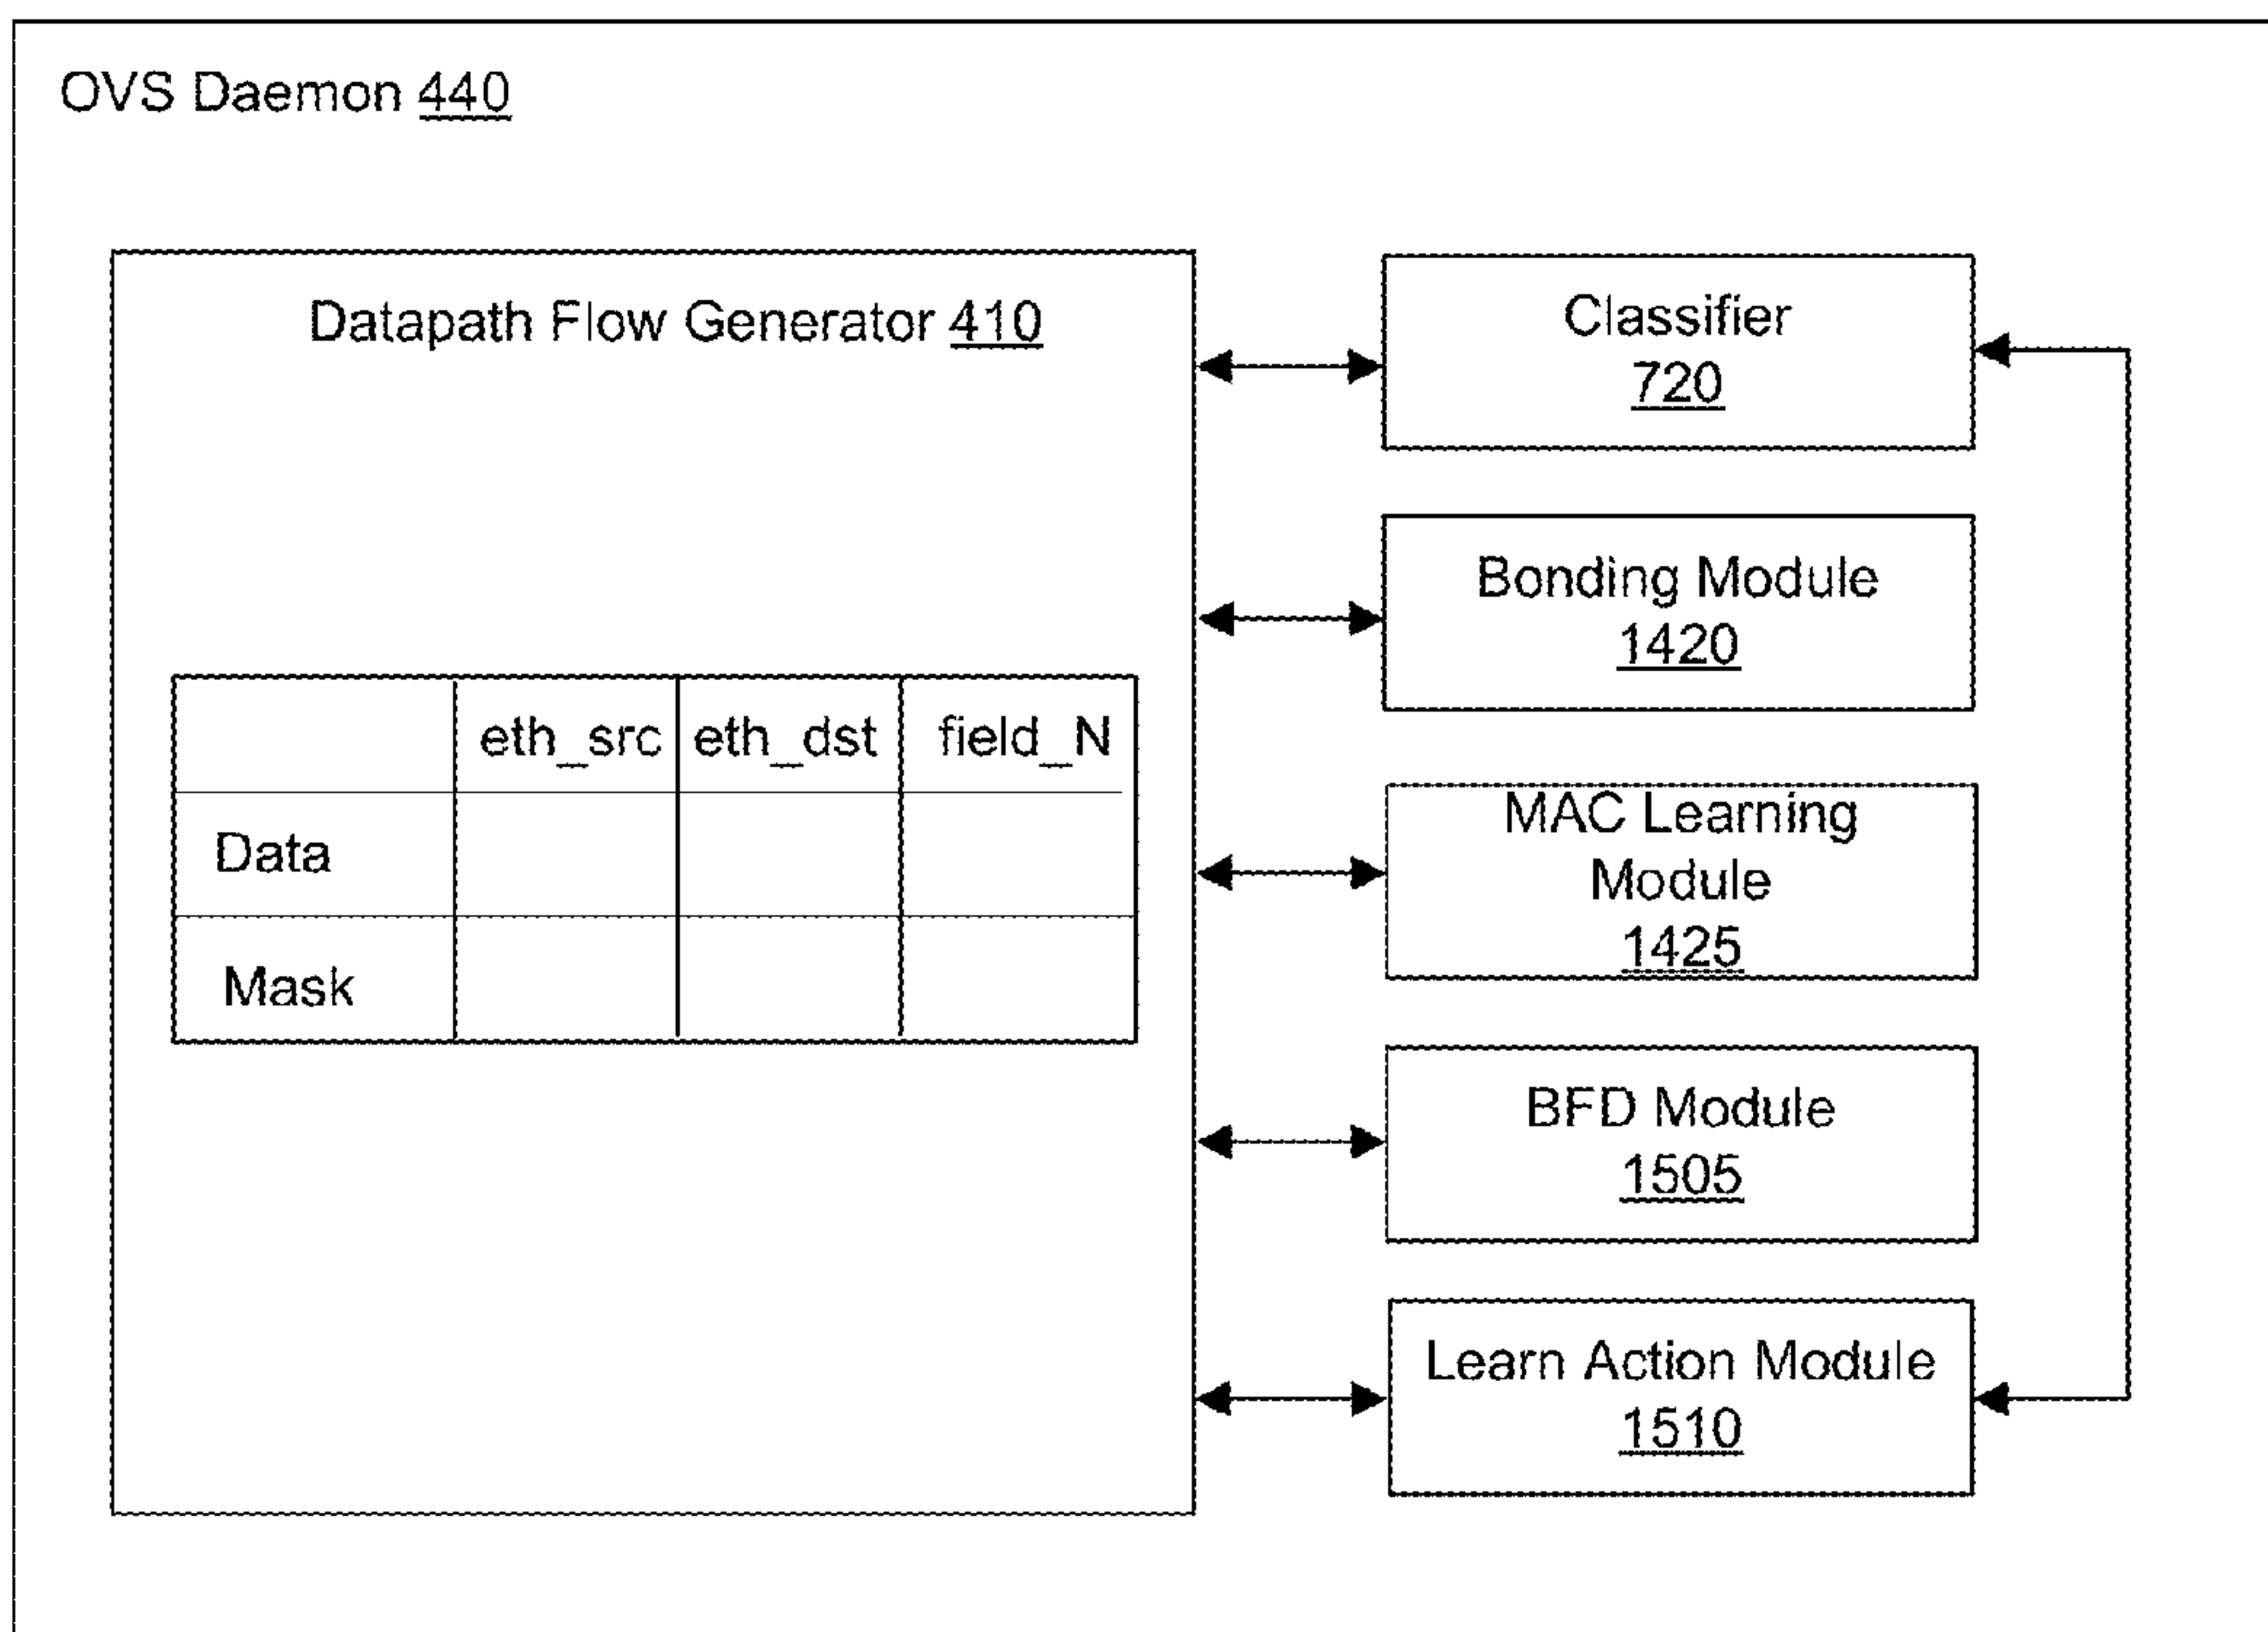 OVS Daemon 440
Datapath Flow Generator 410
eth_src eth_dst field_N
Data
Mask
Classifier
720
Bonding Module
1420
MAC Learning
Module
1425
BFD Module
1505
Learn Action Module
1510